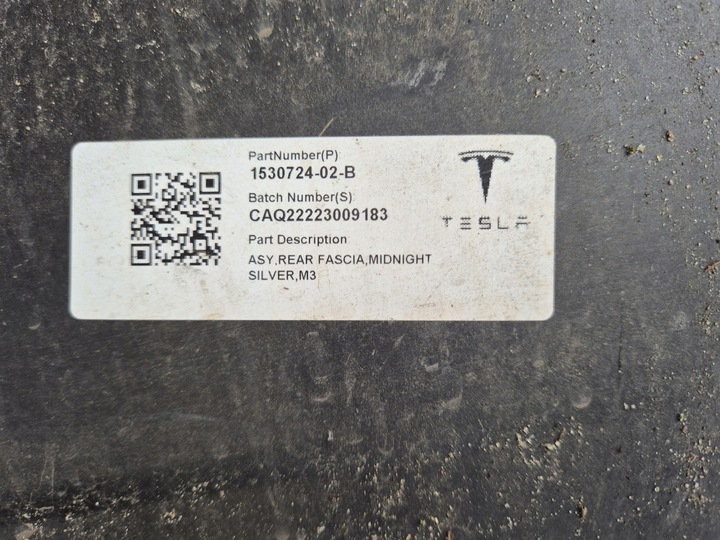 PartNumber(P)
1530724-02-B
Batch Number(S)
CAQ22223009183
Part Description
ASY,REAR FASCIA,MIDNIGHT
SILVER,M3
TESLA